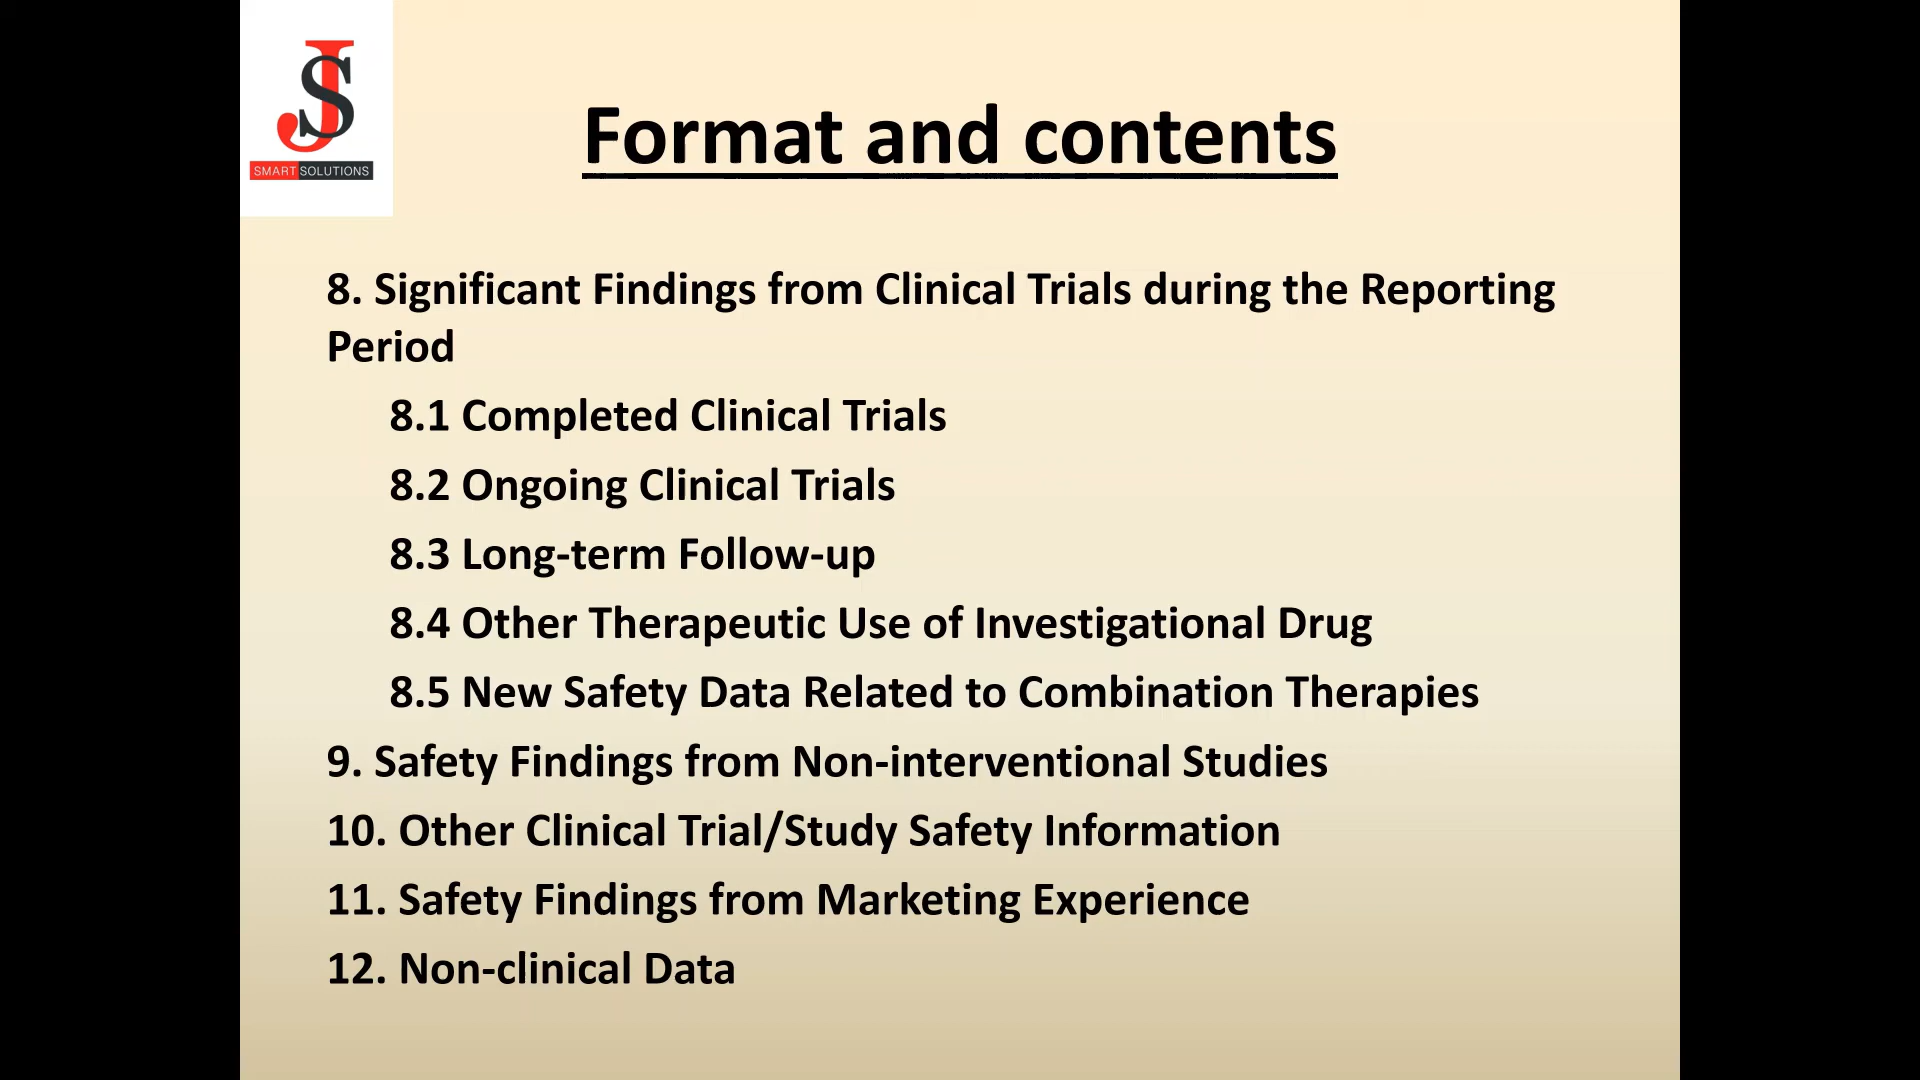 JS
SMART SOLUTIONS
Format and contents
8. Significant Findings from Clinical Trials during the Reporting
Period
8.1 Completed Clinical Trials
8.2 Ongoing Clinical Trials
8.3 Long-term Follow-up
8.4 Other Therapeutic Use of Investigational Drug
8.5 New Safety Data Related to Combination Therapies
9. Safety Findings from Non-interventional Studies
10. Other Clinical Trial/Study Safety Information
11. Safety Findings from Marketing Experience
12. Non-clinical Data